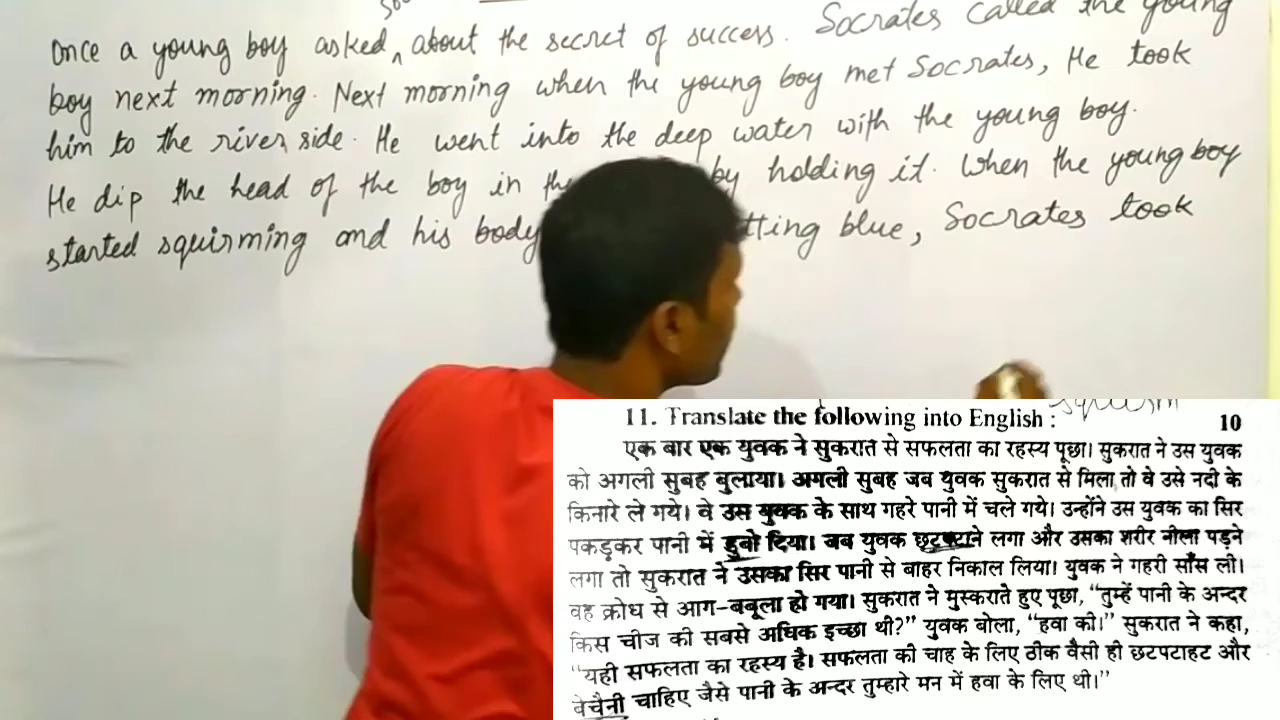 Once a young boy asked about the secret of success. Socrates called the young
boy next morning. Next morning when the young boy met Socrates, He took
him to the river side. He went into the deep water with the young boy.
He dip the head of the boy in the by holding it. When the young boy
started squirming and his body tting blue, Socrates took
squirm
11. Translate the following into English : 10
एक बार एक युवक ने सुकरात से सफलता का रहस्य पूछा। सुकरात ने उस युवक
को अगली सुबह बुलाया। अगली सुबह जब युवक सुकरात से मिला तो वे उसे नदी के
किनारे ले गये। वे उस युवक के साथ गहरे पानी में चले गये। उन्होंने उस युवक का सिर
पकड़कर पानी में डुबो दिया। जब युवक छटपटाने लगा और उसका शरीर नीला पड़ने
लगा तो सुकरात ने उसका सिर पानी से बाहर निकाल लिया। युवक ने गहरी साँस ली।
वह क्रोध से आग-बबूला हो गया। सुकरात ने मुस्कराते हुए पूछा, “तुम्हें पानी के अन्दर
किस चीज की सबसे अधिक इच्छा थी?” युवक बोला, “हवा की।” सुकरात ने कहा,
“यही सफलता का रहस्य है। सफलता की चाह के लिए ठीक वैसी ही छटपटाहट और
बेचैनी चाहिए जैसे पानी के अन्दर तुम्हारे मन में हवा के लिए थी।”